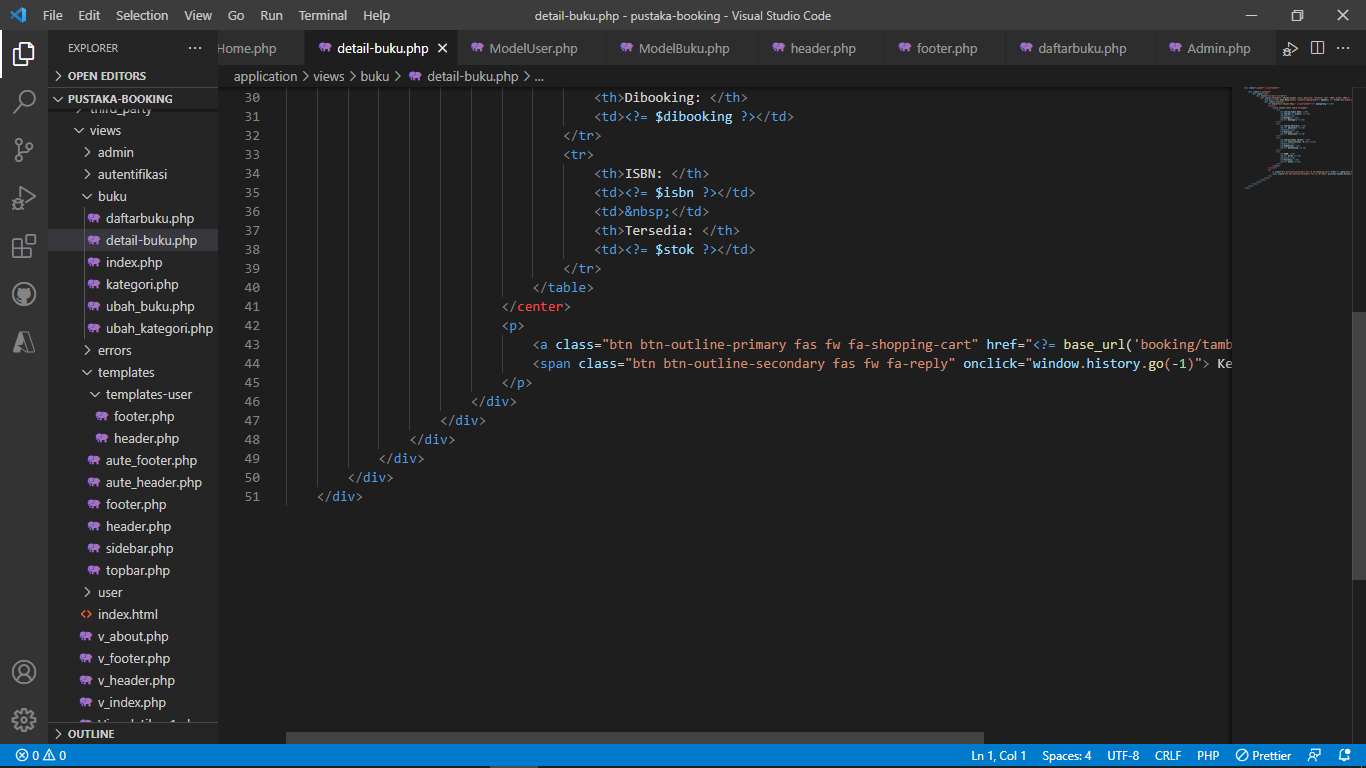 File Edit Selection View Go Run Terminal Help detail-buku.php - pustaka-booking - Visual Studio Code
EXPLORER
Home.php detail-buku.php ModelUser.php ModelBuku.php header.php footer.php daftarbuku.php Admin.php
OPEN EDITORS
application > views > buku > detail-buku.php > ...
PUSTAKA-BOOKING
third_party
views
admin
autentifikasi
buku
daftarbuku.php
detail-buku.php
index.php
kategori.php
ubah_buku.php
ubah_kategori.php
errors
templates
templates-user
footer.php
header.php
aute_footer.php
aute_header.php
footer.php
header.php
sidebar.php
topbar.php
user
index.html
v_about.php
v_footer.php
v_header.php
v_index.php
OUTLINE
30 <th>Dibooking: </th>
31 <td><?= $dibooking ?></td>
32 </tr>
33 <tr>
34 <th>ISBN: </th>
35 <td><?= $isbn ?></td>
36 <td>&nbsp;</td>
37 <th>Tersedia: </th>
38 <td><?= $stok ?></td>
39 </tr>
40 </table>
41 </center>
42 <p>
43 <a class="btn btn-outline-primary fas fw fa-shopping-cart" href="<?= base_url('booking/tamb
44 <span class="btn btn-outline-secondary fas fw fa-reply" onclick="window.history.go(-1)"> Ke
45 </p>
46 </div>
47 </div>
48 </div>
49 </div>
50 </div>
51 </div>
0 0 Ln 1, Col 1 Spaces: 4 UTF-8 CRLF PHP Prettier